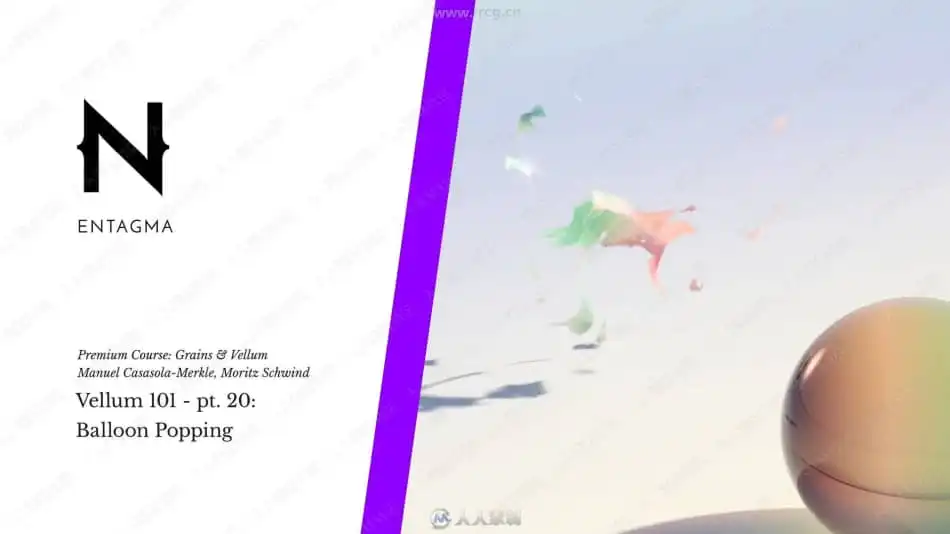 www.rrcg.cn
ENTAGMA
Premium Course: Grains & Vellum
Manuel Casasola-Merkle, Moritz Schwind
Vellum 101 - pt. 20:
Balloon Popping
人人素材